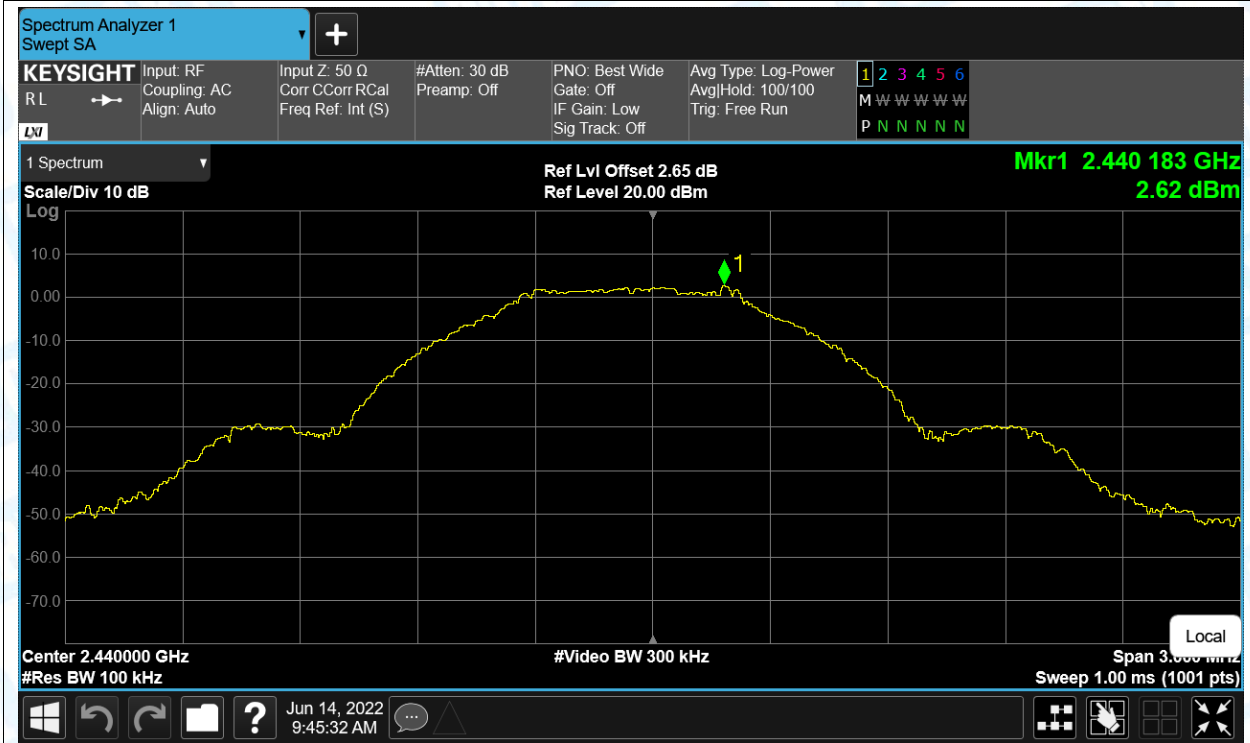 Spectrum Analyzer 1
Swept SA
KEYSIGHT
R L
LXI
Input: RF
Coupling: AC
Align: Auto
Input Z: 50 Ω
Corr CCorr RCal
Freq Ref: Int (S)
#Atten: 30 dB
Preamp: Off
PNO: Best Wide
Gate: Off
IF Gain: Low
Sig Track: Off
Avg Type: Log-Power
Avg|Hold: 100/100
Trig: Free Run
1 2 3 4 5 6
M W W W W W
P N N N N N
1 Spectrum
Scale/Div 10 dB
Log
Ref Lvl Offset 2.65 dB
Ref Level 20.00 dBm
Mkr1 2.440 183 GHz
2.62 dBm
10.0
0.00
-10.0
-20.0
-30.0
-40.0
-50.0
-60.0
-70.0
1
Local
Center 2.440000 GHz
#Res BW 100 kHz
#Video BW 300 kHz
Span 3.000 MHz
Sweep 1.00 ms (1001 pts)
?
Jun 14, 2022
9:45:32 AM